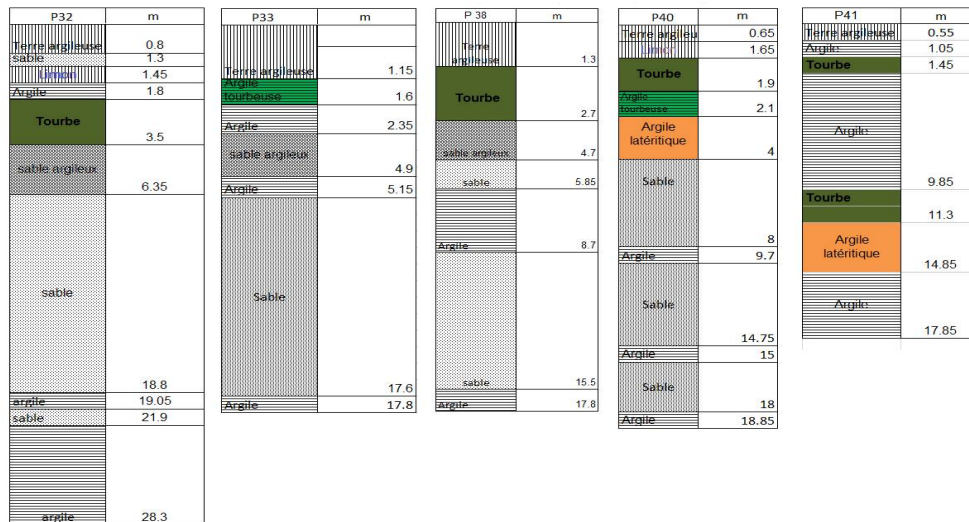 P32 m
Terre argileuse 0.8
sable 1.3
Limon 1.45
Argile 1.8
Tourbe 3.5
sable argileux 6.35
sable 18.8
argile 19.05
sable 21.9
argile 28.3
P33 m
Terre argileuse 1.15
Argile
tourbeuse 1.6
Argile 2.35
sable argileux 4.9
Argile 5.15
Sable 17.6
Argile 17.8
P 38 m
Terre
argileuse 1.3
Tourbe 2.7
sable argileux 4.7
sable 5.85
Argile 8.7
sable 15.5
Argile 17.8
P40 m
Terre argileu 0.65
Limon 1.65
Tourbe 1.9
Argile
tourbeuse 2.1
Argile
latéritique 4
Sable 8
Argile 9.7
Sable 14.75
Argile 15
Sable 18
Argile 18.85
P41 m
Terre argileuse 0.55
Argile 1.05
Tourbe 1.45
Argile 9.85
Tourbe 11.3
Argile
latéritique 14.85
Argile 17.85